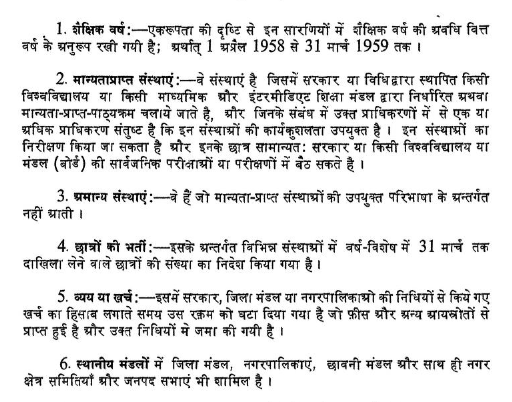 1. शैक्षिक वर्ष:—एकरूपता की दृष्टि से इन सारणियों में शैक्षिक वर्ष की अवधि वित्त
वर्ष के अनुरूप रखी गयी है; अर्थात् 1 अप्रैल 1958 से 31 मार्च 1959 तक ।
2. मान्यताप्राप्त संस्थाएं:—वे संस्थाएं है जिसमें सरकार या विधिद्वारा स्थापित किसी
विश्वविद्यालय या किसी माध्यमिक और इंटरमीडिएट शिक्षा मंडल द्वारा निर्धारित अथवा
मान्यता-प्राप्त-पाठ्यक्रम चलाये जाते है, और जिनके संबंध में उक्त प्राधिकरणों में से एक या
अधिक प्राधिकरण संतुष्ट है कि इन संस्थाओं की कार्यकुशलता उपयुक्त है । इन संस्थाओं का
निरीक्षण किया जा सकता है और इनके छात्र सामान्यत: सरकार या किसी विश्वविद्यालय या
मंडल (बोर्ड) की सार्वजनिक परीक्षाओं या परीक्षणों में बैठ सकते है ।
3. अमान्य संस्थाएं:—वे हैं जो मान्यता-प्राप्त संस्थाओं की उपयुक्त परिभाषा के अन्तर्गत
नहीं आती ।
4. छात्रों की भर्ती:—इसके अन्तर्गत विभिन्न संस्थाओं में वर्ष-विशेष में 31 मार्च तक
दाखिला लेने वाले छात्रों की संख्या का निदेश किया गया है ।
5. व्यय या खर्च:—इसमें सरकार, जिला मंडल या नगरपालिकाओ की निधियों से किये गए
खर्च का हिसाब लगाते समय उस रक़म को घटा दिया गया है जो फ़ीस और अन्य आयस्रोतों से
प्राप्त हुई है और उक्त निधियों मे जमा की गयी है ।
6. स्थानीय मंडलों में जिला मंडल, नगरपालिकाएं, छावनी मंडल और साथ ही नगर
क्षेत्र समितियाँ और जनपद सभाएं भी शामिल है ।